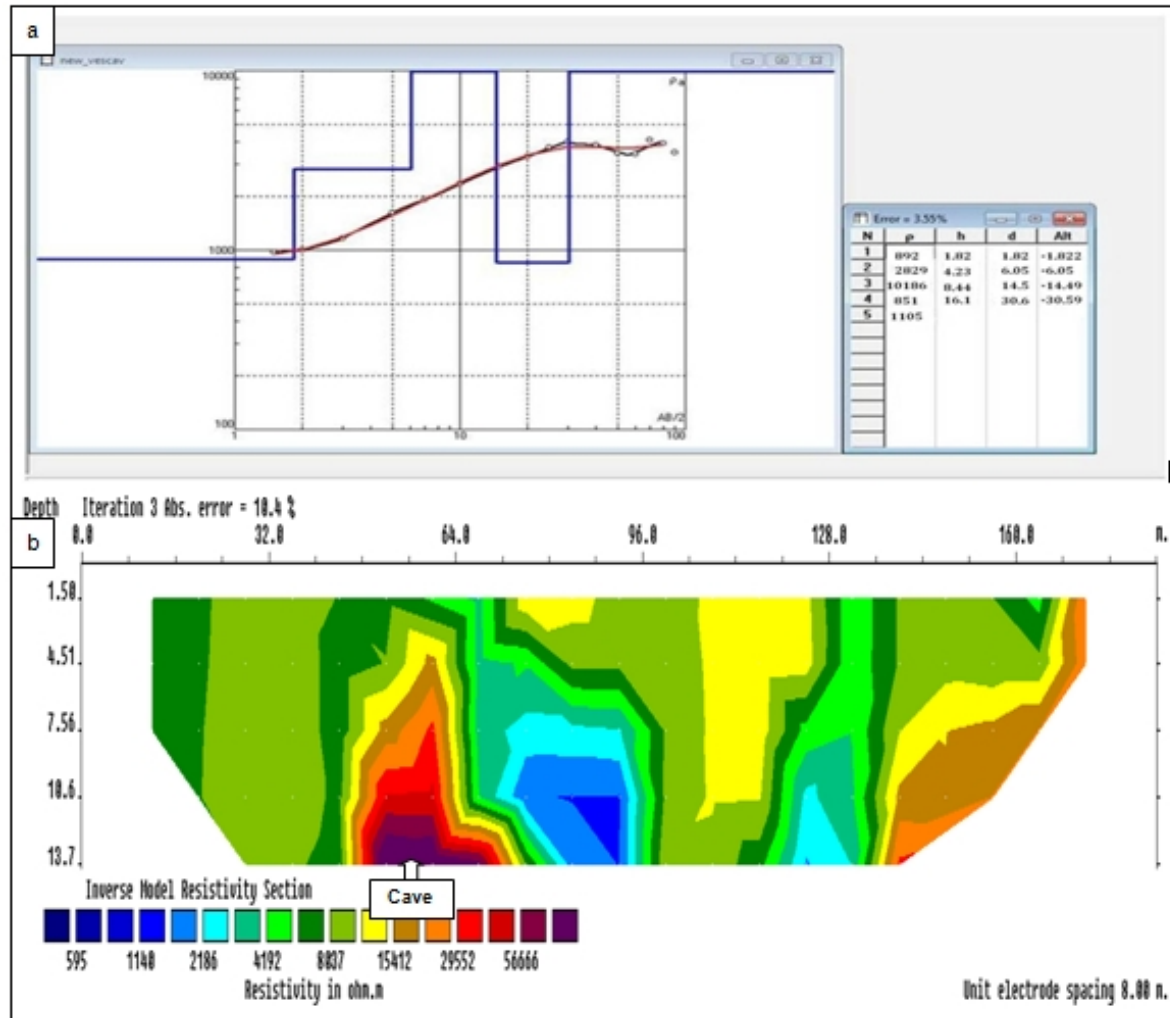 a
new_vescav
10000
ρa
1000
100
AB/2
1 10 100
Error = 3.55%
N ρ h d Alt
1 892 1.82 1.82 -1.822
2 2829 4.23 6.05 -6.05
3 10186 8.44 14.5 -14.49
4 851 16.1 30.6 -30.59
5 1105
Depth Iteration 3 Abs. error = 10.4 %
b
0.0 32.0 64.0 96.0 128.0 160.0 m.
1.50
4.51
7.56
10.6
13.7
Cave
Inverse Model Resistivity Section
595 1140 2186 4192 8037 15412 29552 56666
Resistivity in ohm.m
Unit electrode spacing 8.00 m.